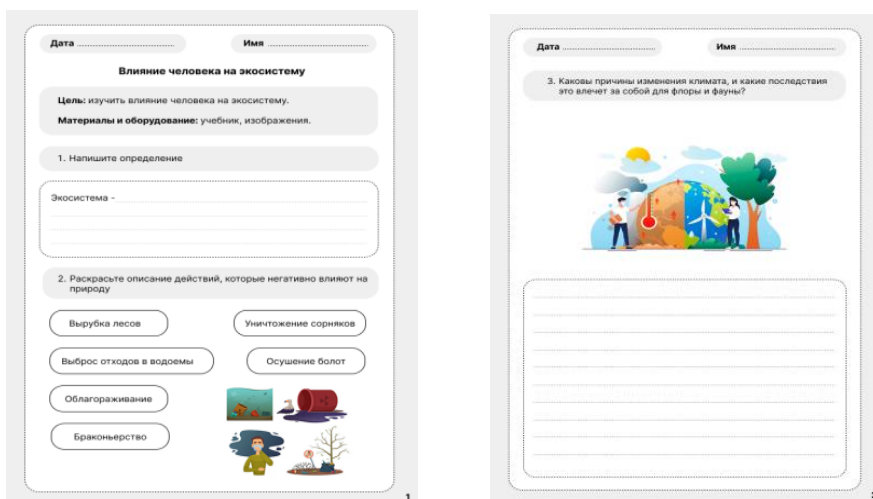 Дата ........................................ Имя ........................................
Влияние человека на экосистему
Цель: изучить влияние человека на экосистему.
Материалы и оборудование: учебник, изображения.
1. Напишите определение
Экосистема -
2. Раскрасьте описание действий, которые негативно влияют на
природу
Вырубка лесов
Уничтожение сорняков
Выброс отходов в водоемы
Осушение болот
Облагораживание
Браконьерство
1
Дата ........................................ Имя ........................................
3. Каковы причины изменения климата, и какие последствия
это влечет за собой для флоры и фауны?